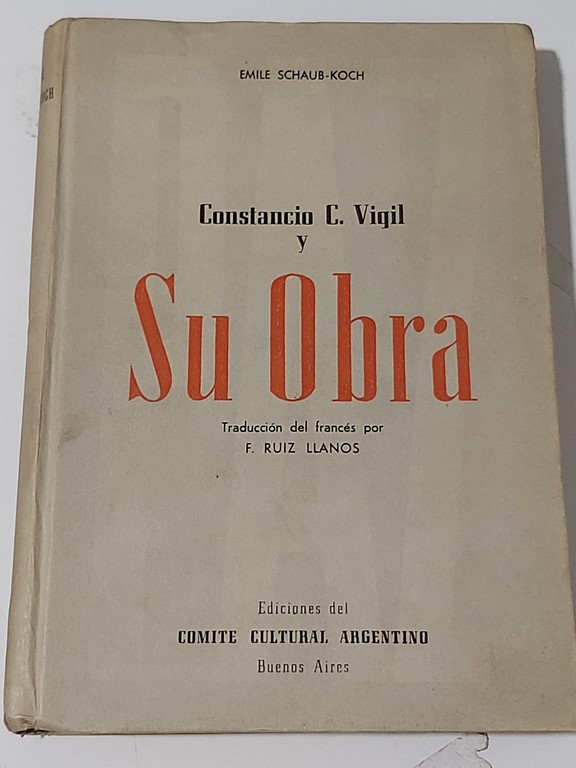 EMILE SCHAUB-KOCH
Constancio C. Vigil
y
Su Obra
Traducción del francés por
F. RUIZ LLANOS
Ediciones del
COMITE CULTURAL ARGENTINO
Buenos Aires